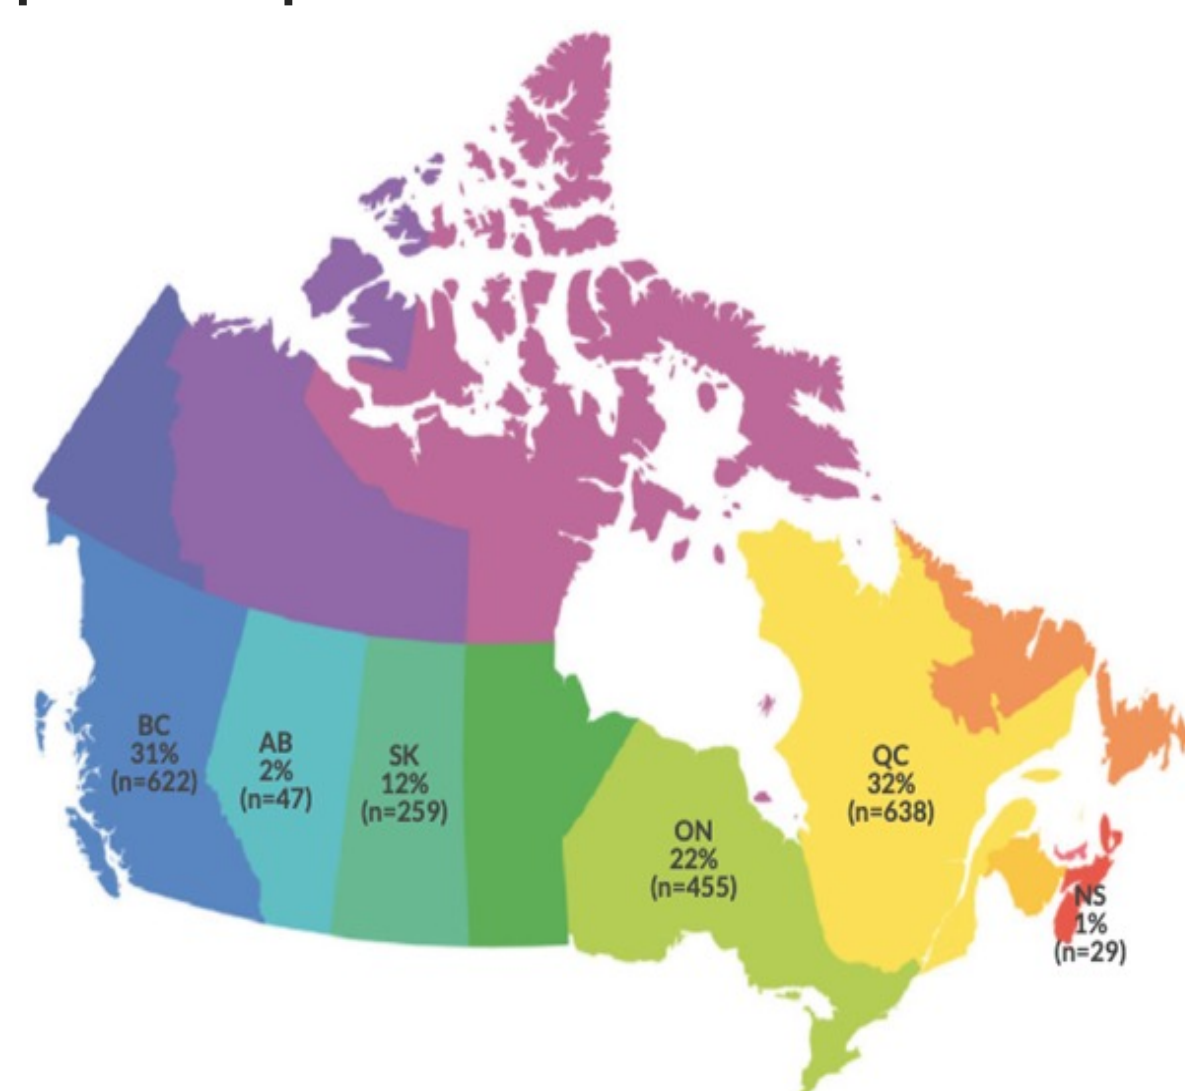 BC
31%
(n=622)
AB
2%
(n=47)
SK
12%
(n=259)
ON
22%
(n=455)
QC
32%
(n=638)
NS
1%
(n=29)